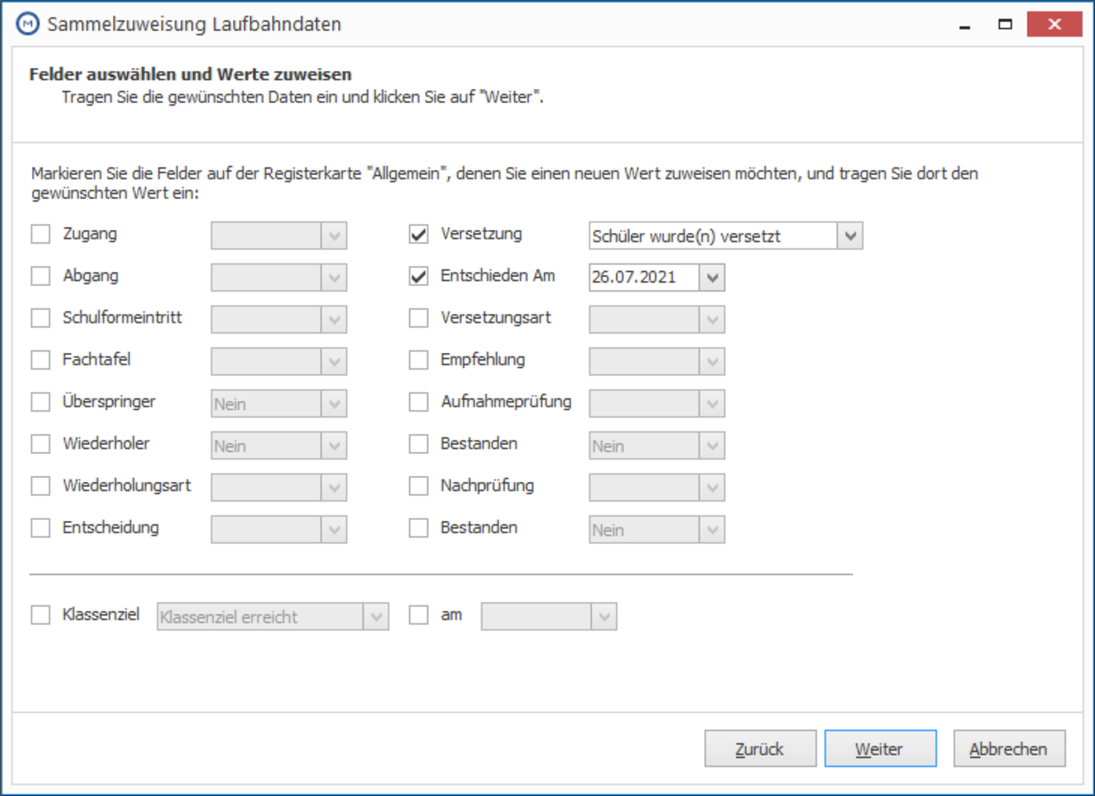 M Sammelzuweisung Laufbahndaten
Felder auswählen und Werte zuweisen
Tragen Sie die gewünschten Daten ein und klicken Sie auf "Weiter".
Markieren Sie die Felder auf der Registerkarte "Allgemein", denen Sie einen neuen Wert zuweisen möchten, und tragen Sie dort den
gewünschten Wert ein:
Zugang Versetzung Schüler wurde(n) versetzt
Abgang Entschieden Am 26.07.2021
Schulformeintritt Versetzungsart
Fachtafel Empfehlung
Überspringer Nein Aufnahmeprüfung
Wiederholer Nein Bestanden Nein
Wiederholungsart Nachprüfung
Entscheidung Bestanden Nein
Klassenziel Klassenziel erreicht am
Zurück Weiter Abbrechen